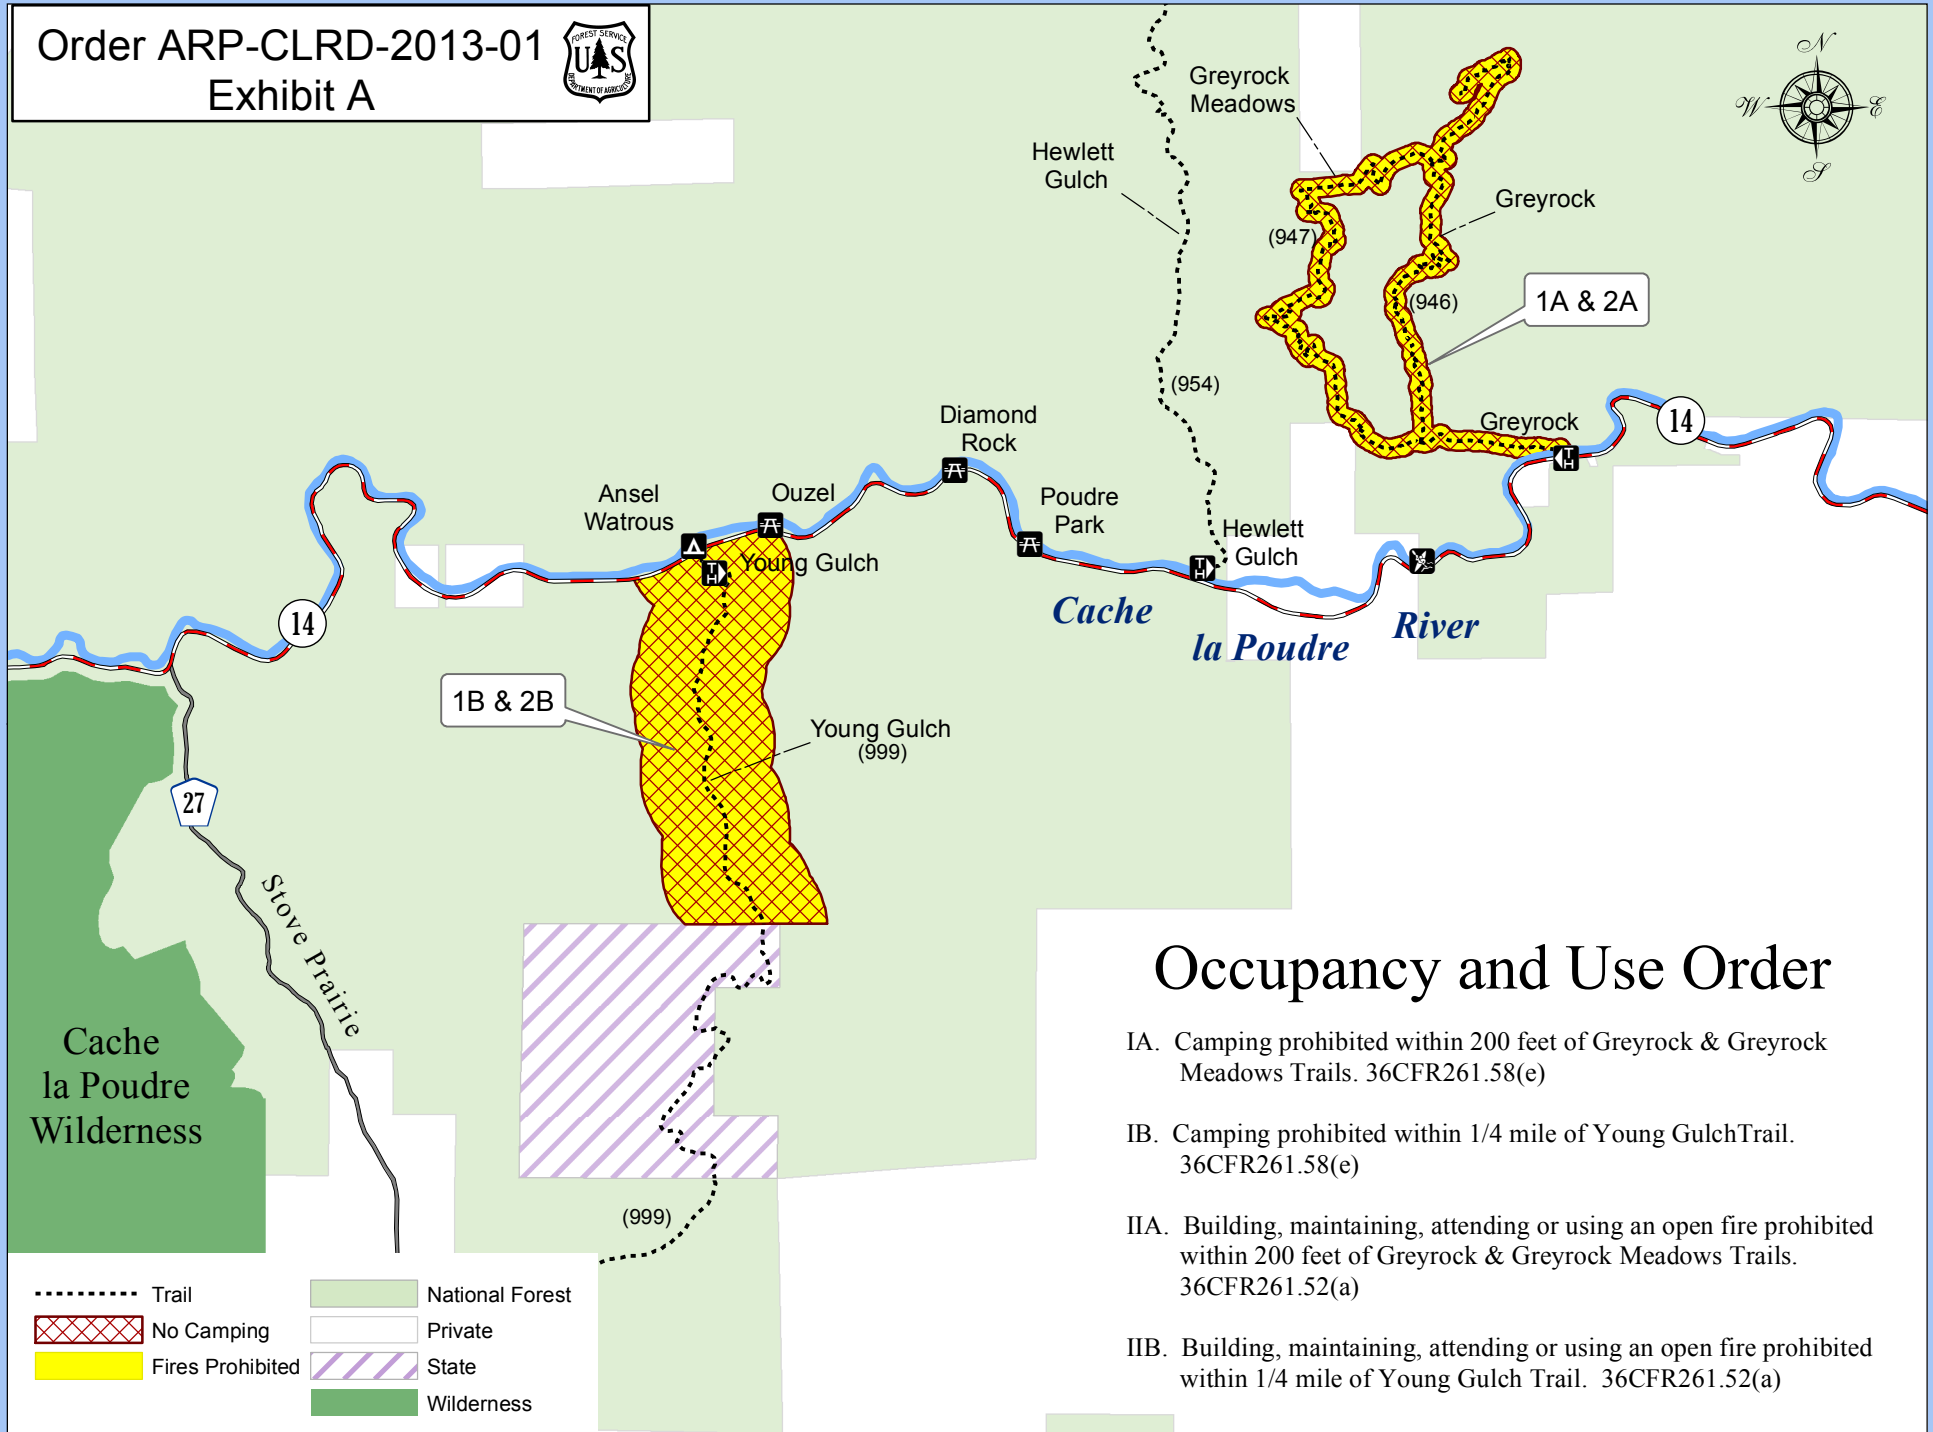 Order ARP-CLRD-2013-01
Exhibit A
FOREST SERVICE
US
DEPARTMENT OF AGRICULTURE
N
W
E
S
Greyrock
Meadows
Hewlett
Gulch
Greyrock
(947)
(946)
1A & 2A
(954)
Diamond
Rock
Greyrock
14
TH
Ansel
Watrous
Ouzel
Poudre
Park
Hewlett
Gulch
TH
Young Gulch
TH
14
Cache
la Poudre
River
1B & 2B
Young Gulch
(999)
27
Stove Prairie
Cache
la Poudre
Wilderness
(999)
Occupancy and Use Order
IA. Camping prohibited within 200 feet of Greyrock & Greyrock
Meadows Trails. 36CFR261.58(e)
IB. Camping prohibited within 1/4 mile of Young GulchTrail.
36CFR261.58(e)
IIA. Building, maintaining, attending or using an open fire prohibited
within 200 feet of Greyrock & Greyrock Meadows Trails.
36CFR261.52(a)
IIB. Building, maintaining, attending or using an open fire prohibited
within 1/4 mile of Young Gulch Trail. 36CFR261.52(a)
Trail
No Camping
Fires Prohibited
National Forest
Private
State
Wilderness